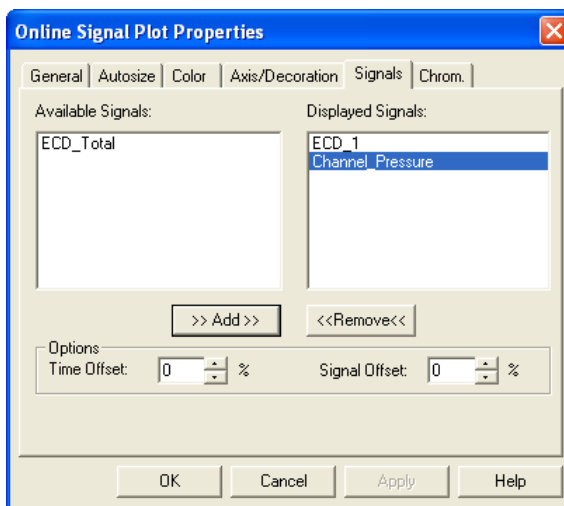 Online Signal Plot Properties
General Autosize Color Axis/Decoration Signals Chrom.
Available Signals: Displayed Signals:
ECD_Total ECD_1
Channel_Pressure
>> Add >> <<Remove<<
Options
Time Offset: 0 % Signal Offset: 0 %
OK Cancel Apply Help